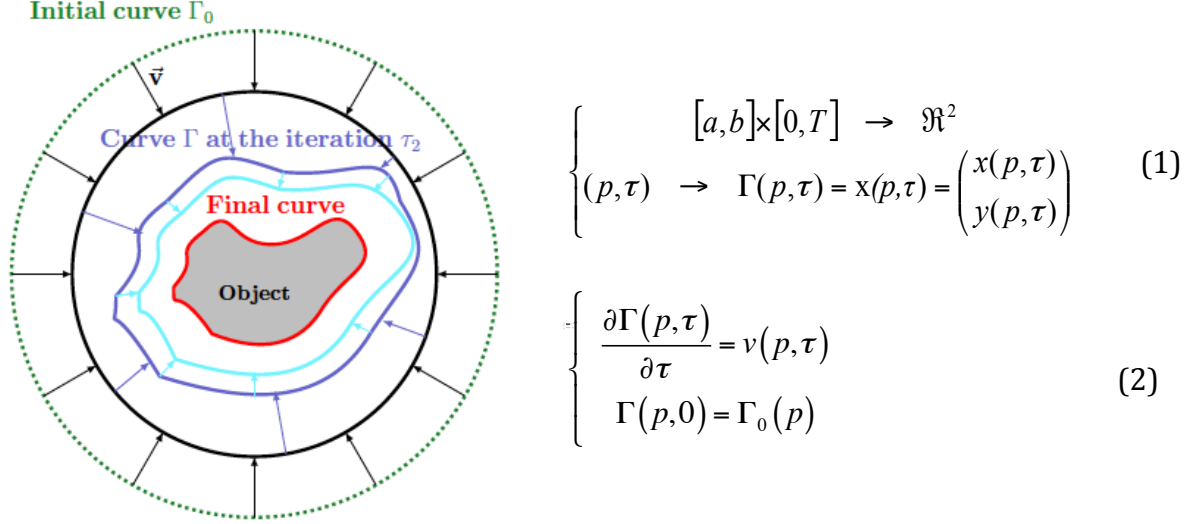 Initial curve Γ₀
v⃗
Curve Γ at the iteration τ₂
Final curve
Object
[a,b]×[0,T] → ℜ²
(p,τ) → Γ(p,τ) = x(p,τ) = ( x(p,τ)
y(p,τ) )
(1)
∂Γ(p,τ)
∂τ
= v(p,τ)
Γ(p,0) = Γ₀(p)
(2)